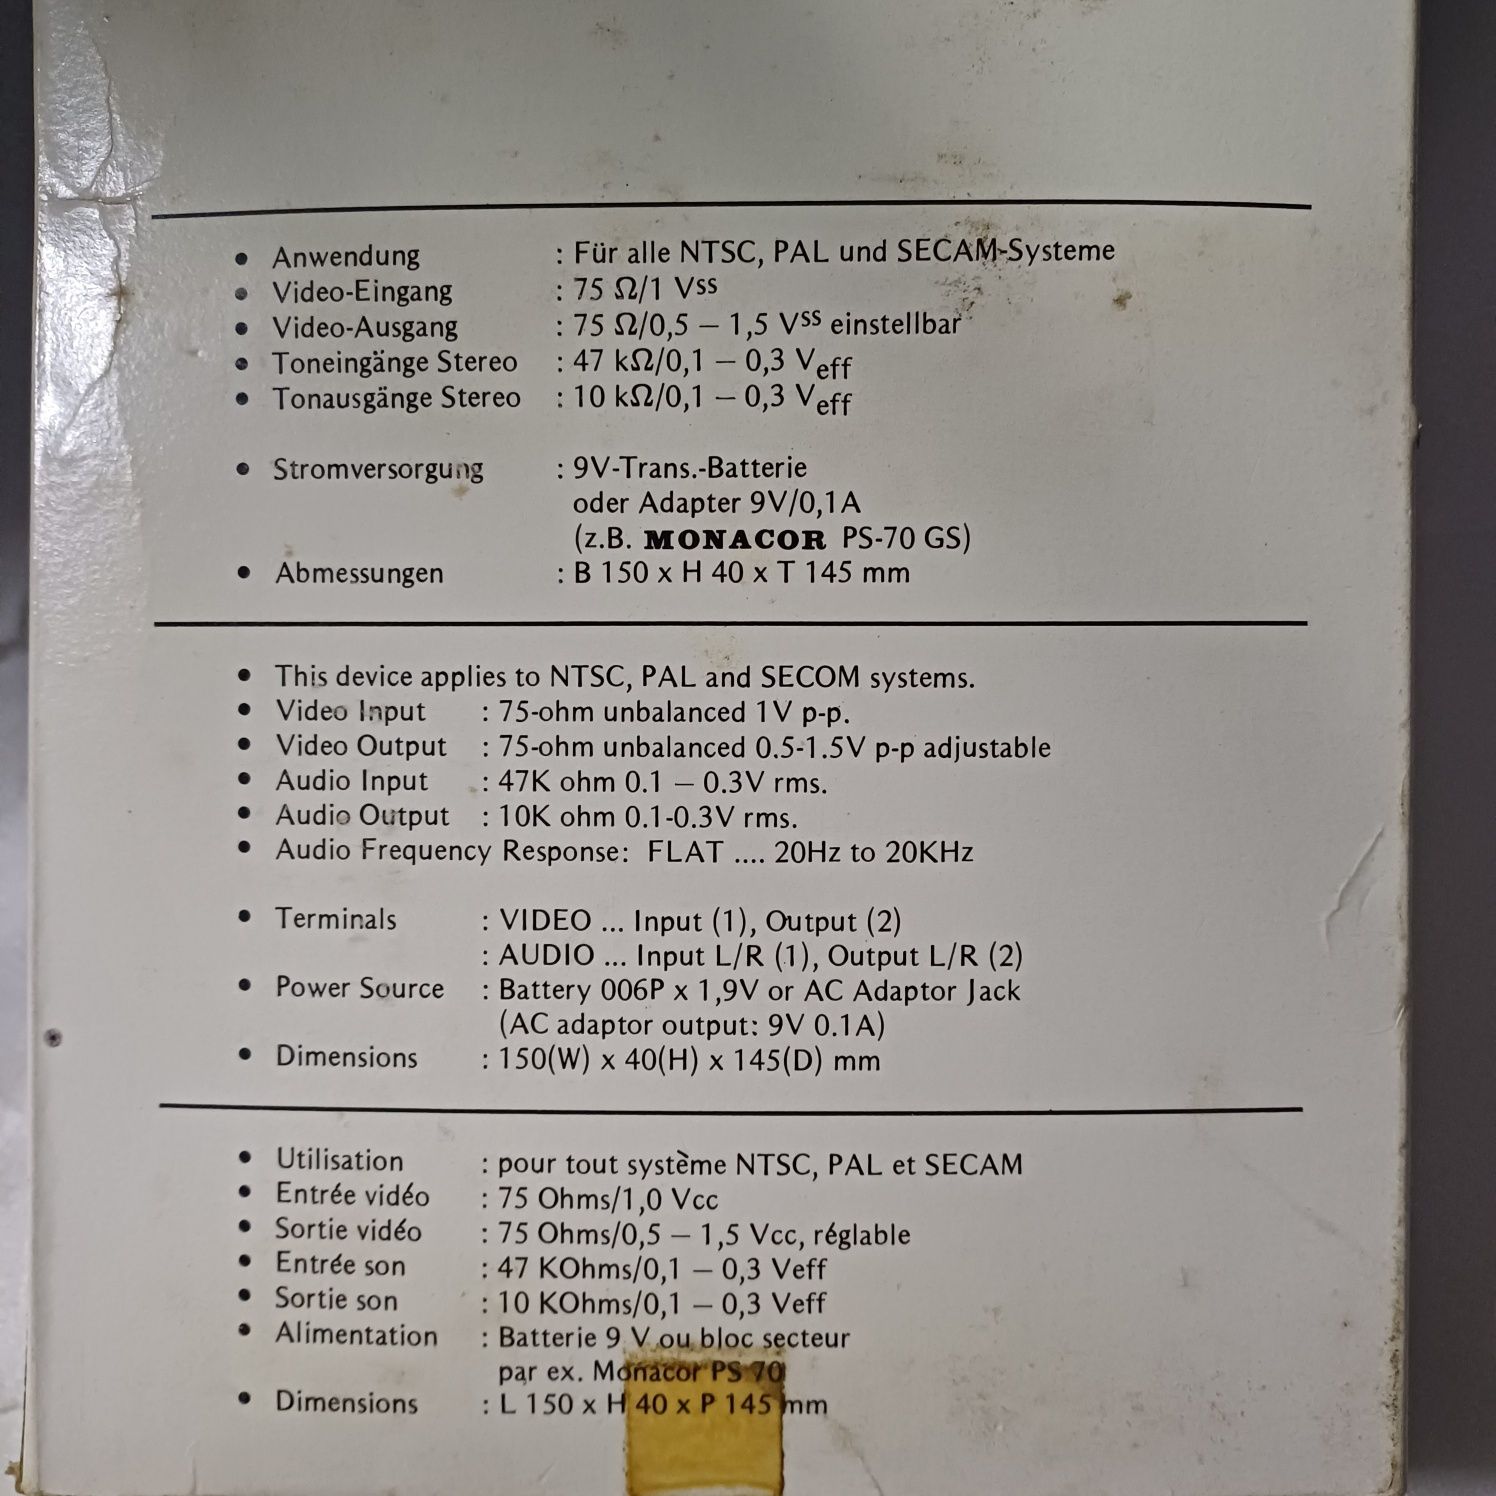 • Anwendung : Für alle NTSC, PAL und SECAM-Systeme
• Video-Eingang : 75 Ω/1 Vss
• Video-Ausgang : 75 Ω/0,5 – 1,5 Vss einstellbar
• Toneingänge Stereo : 47 kΩ/0,1 – 0,3 Veff
• Tonausgänge Stereo : 10 kΩ/0,1 – 0,3 Veff
• Stromversorgung : 9V-Trans.-Batterie
oder Adapter 9V/0,1A
(z.B. MONACOR PS-70 GS)
• Abmessungen : B 150 x H 40 x T 145 mm
• This device applies to NTSC, PAL and SECOM systems.
• Video Input : 75-ohm unbalanced 1V p-p.
• Video Output : 75-ohm unbalanced 0.5-1.5V p-p adjustable
• Audio Input : 47K ohm 0.1 – 0.3V rms.
• Audio Output : 10K ohm 0.1-0.3V rms.
• Audio Frequency Response: FLAT .... 20Hz to 20KHz
• Terminals : VIDEO ... Input (1), Output (2)
: AUDIO ... Input L/R (1), Output L/R (2)
• Power Source : Battery 006P x 1,9V or AC Adaptor Jack
(AC adaptor output: 9V 0.1A)
• Dimensions : 150(W) x 40(H) x 145(D) mm
• Utilisation : pour tout système NTSC, PAL et SECAM
• Entrée vidéo : 75 Ohms/1,0 Vcc
• Sortie vidéo : 75 Ohms/0,5 – 1,5 Vcc, réglable
• Entrée son : 47 KOhms/0,1 – 0,3 Veff
• Sortie son : 10 KOhms/0,1 – 0,3 Veff
• Alimentation : Batterie 9 V ou bloc secteur
par ex. Monacor PS 70
• Dimensions : L 150 x H 40 x P 145 mm